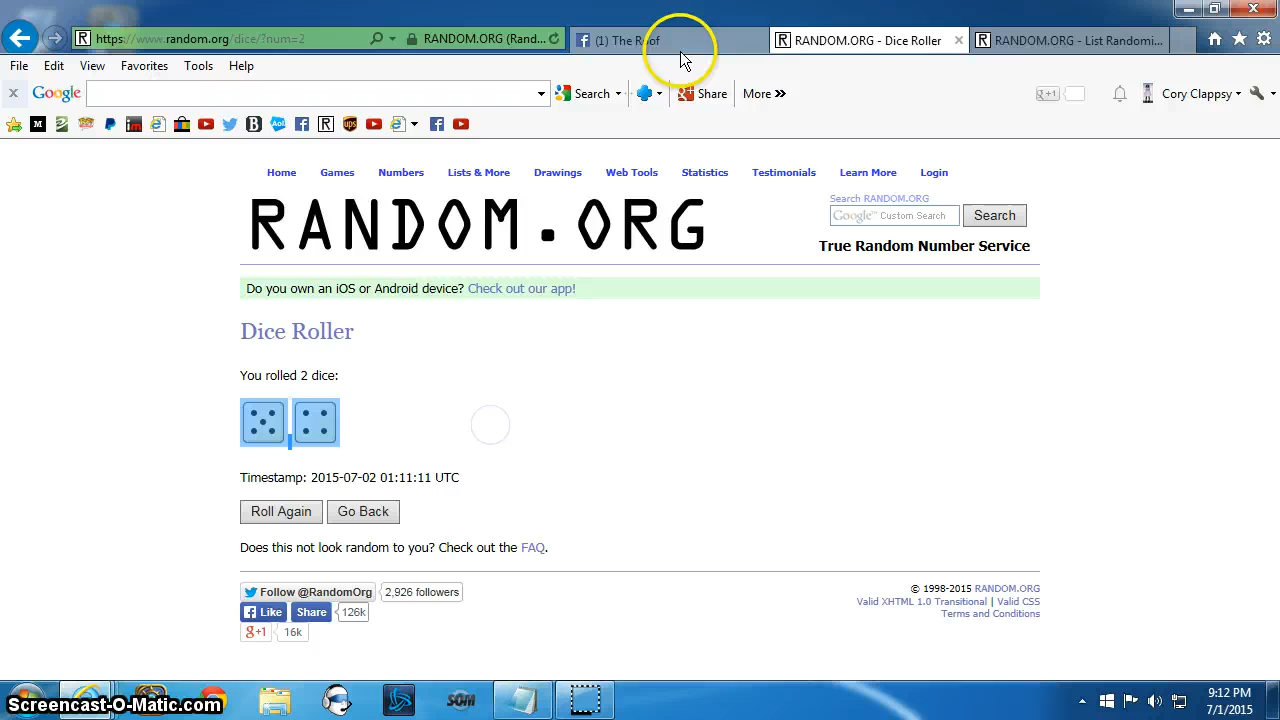 https://www.random.org/dice/?num=2
RANDOM.ORG (Rand...
(1) The Roof
RANDOM.ORG - Dice Roller
RANDOM.ORG - List Randomi...
File Edit View Favorites Tools Help
Google
Search
Share
More »
g+1
Cory Clappsy
M
im
B
Aol
R
ups
Home Games Numbers Lists & More Drawings Web Tools Statistics Testimonials Learn More Login
RANDOM.ORG
Search RANDOM.ORG
Google™ Custom Search
Search
True Random Number Service
Do you own an iOS or Android device? Check out our app!
Dice Roller
You rolled 2 dice:
Timestamp: 2015-07-02 01:11:11 UTC
Roll Again
Go Back
Does this not look random to you? Check out the FAQ.
Follow @RandomOrg
2,926 followers
Like
Share
126k
g+1
16k
© 1998-2015 RANDOM.ORG
Valid XHTML 1.0 Transitional | Valid CSS
Terms and Conditions
SOM
Screencast-O-Matic.com
9:12 PM
7/1/2015